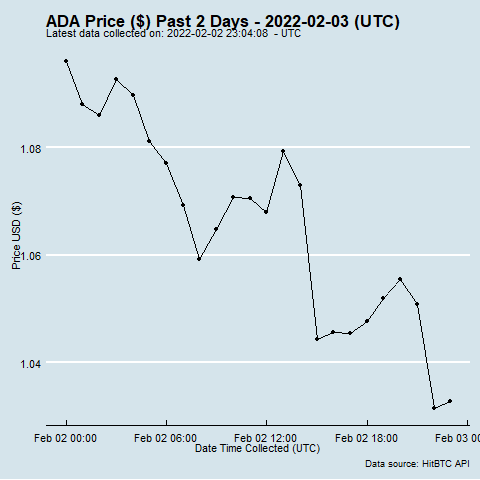 ADA Price ($) Past 2 Days - 2022-02-03 (UTC)
Latest data collected on: 2022-02-02 23:04:08 - UTC
1.08
1.06
1.04
Price USD ($)
Feb 02 00:00 Feb 02 06:00 Feb 02 12:00 Feb 02 18:00 Feb 03 00
Date Time Collected (UTC)
Data source: HitBTC API